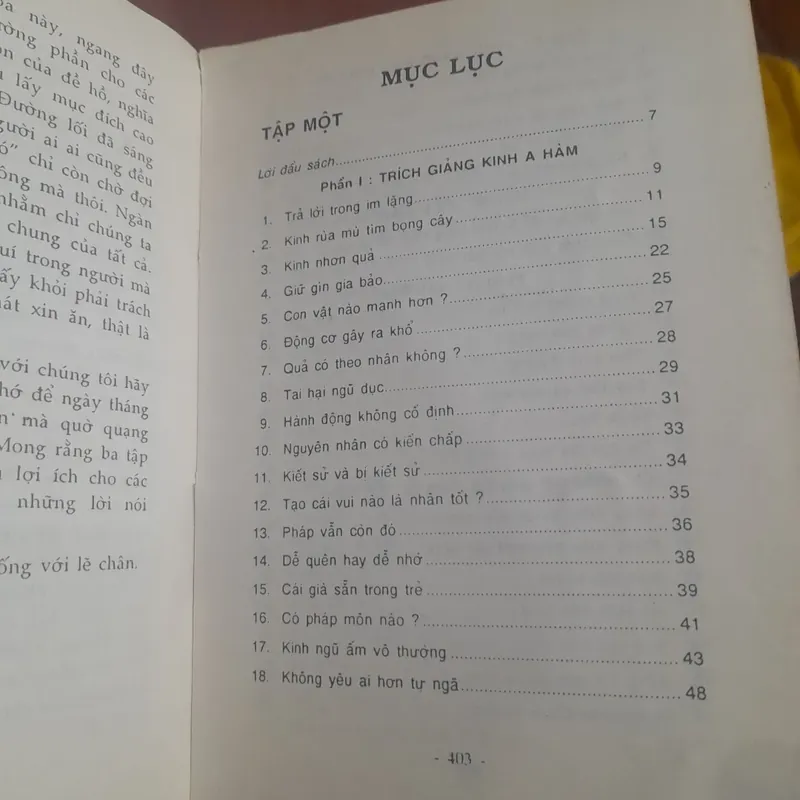 này, ngang đây
phần cho các
của đề hồ, nghĩa
lấy mục đích cao
Đường lối đã sáng
người ai ai cũng đều
chỉ còn chờ đợi
mà thôi. Ngàn
nhằm chỉ chúng ta
chung của tất cả.
trong người mà
khỏi phải trách
xin ăn, thật là
với chúng tôi hãy
để ngày tháng
mà quờ quạng
Mong rằng ba tập
lợi ích cho các
những lời nói
với lẽ chân.
MỤC LỤC
TẬP MỘT
Lời đầu sách 7
Phần I : TRÍCH GIẢNG KINH A HÀM
1. Trả lời trong im lặng 9
2. Kinh rùa mù tìm bọng cây 11
3. Kinh nhơn quả 15
4. Giữ gìn gia bảo 22
5. Con vật nào mạnh hơn ? 25
6. Động cơ gây ra khổ 27
7. Quả có theo nhân không ? 28
8. Tai hại ngũ dục 29
9. Hành động không cố định 31
10. Nguyên nhân có kiến chấp 33
11. Kiết sử và bị kiết sử 34
12. Tạo cái vui nào là nhân tốt ? 35
13. Pháp vẫn còn đó 36
14. Dễ quên hay dễ nhớ 38
15. Cái già sẵn trong trẻ 39
16. Có pháp môn nào ? 41
17. Kinh ngũ ấm vô thường 43
18. Không yêu ai hơn tự ngã 48
- 403 -